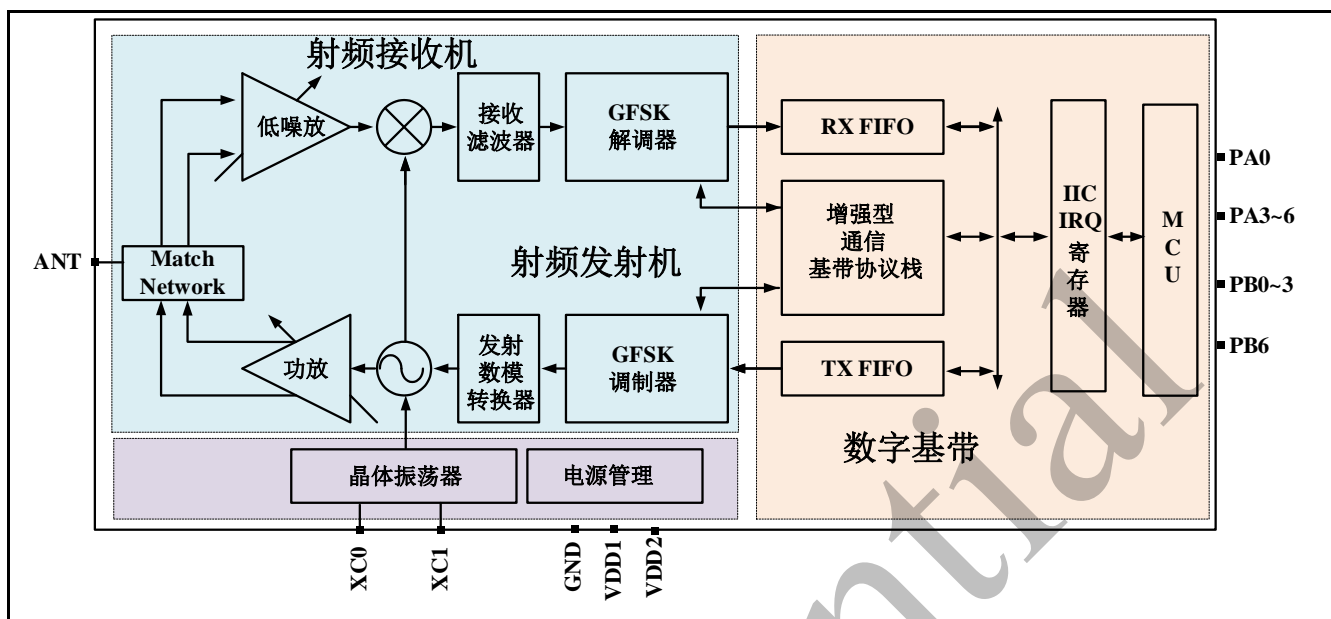 射频接收机
低噪放
接收
滤波器
GFSK
解调器
RX FIFO
增强型
通信
基带协议栈
IIC
IRQ
寄
存
器
M
C
U
PA0
PA3~6
PB0~3
PB6
ANT
Match
Network
射频发射机
功放
发射
数模
转换器
GFSK
调制器
TX FIFO
数字基带
晶体振荡器
电源管理
XC0
XC1
GND
VDD1
VDD2
ntial